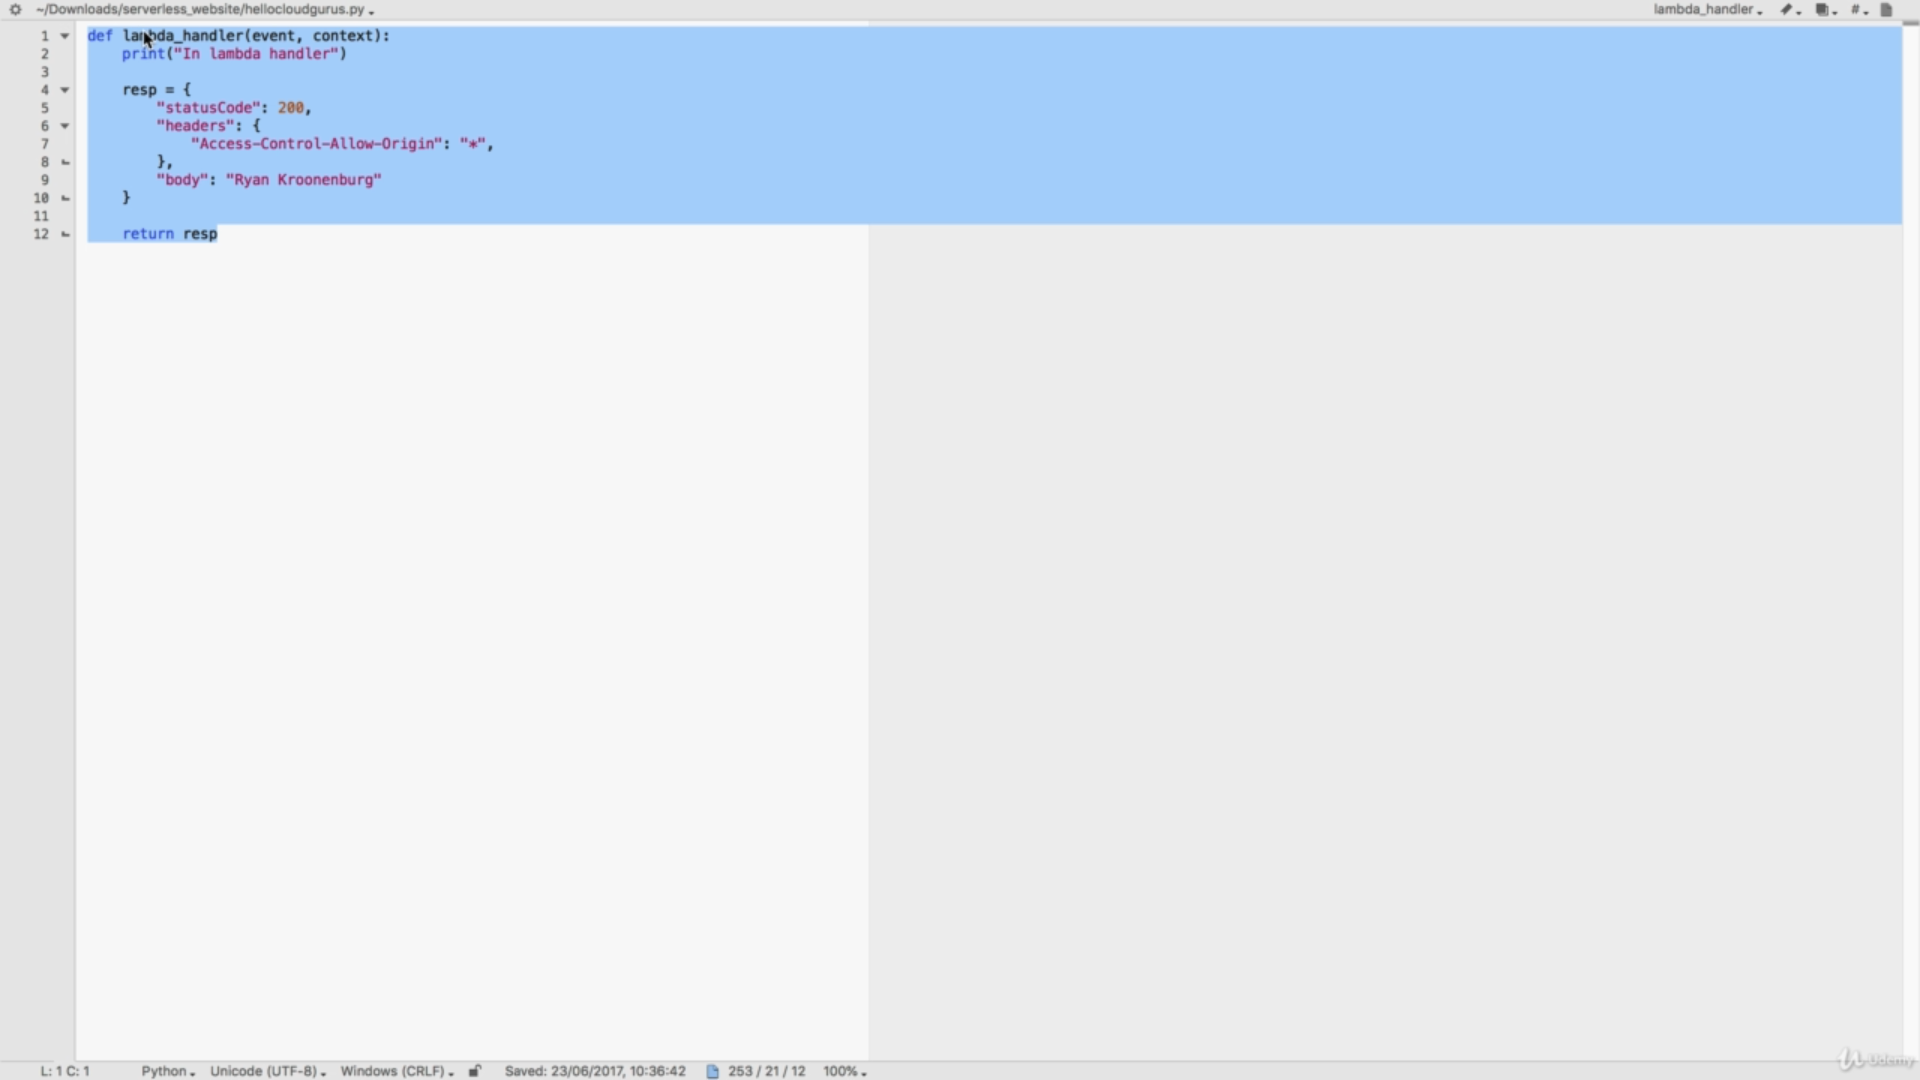 ~/Downloads/serverless_website/hellocloudgurus.py
lambda_handler
#
1 def lambda_handler(event, context):
2     print("In lambda handler")
3
4     resp = {
5         "statusCode": 200,
6         "headers": {
7             "Access-Control-Allow-Origin": "*",
8         },
9         "body": "Ryan Kroonenburg"
10     }
11
12     return resp
L: 1 C: 1 Python Unicode (UTF-8) Windows (CRLF) Saved: 23/06/2017, 10:36:42 253 / 21 / 12 100%
Udemy